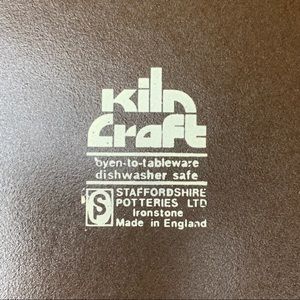 kiln
Craft
oven-to-tableware
dishwasher safe
S
STAFFORDSHIRE
POTTERIES LTD
Ironstone
Made in England